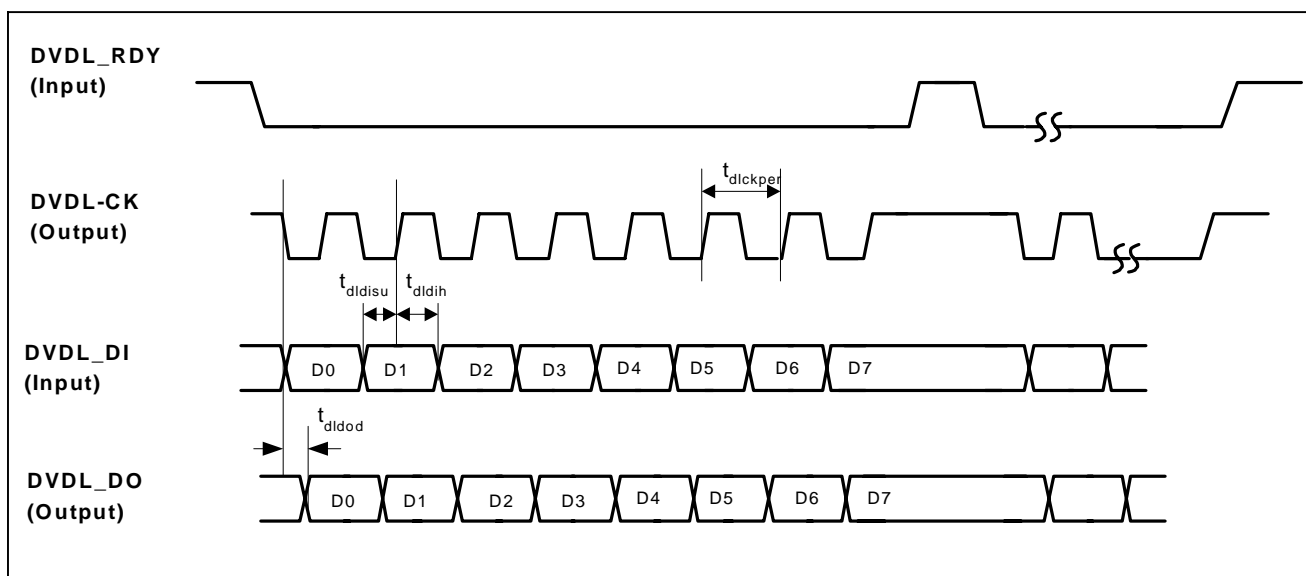 DVDL_RDY
(Input)
t_dlckper
DVDL-CK
(Output)
t_dldisu t_dldih
DVDL_DI
(Input)
D0 D1 D2 D3 D4 D5 D6 D7
t_dldod
DVDL_DO
(Output)
D0 D1 D2 D3 D4 D5 D6 D7